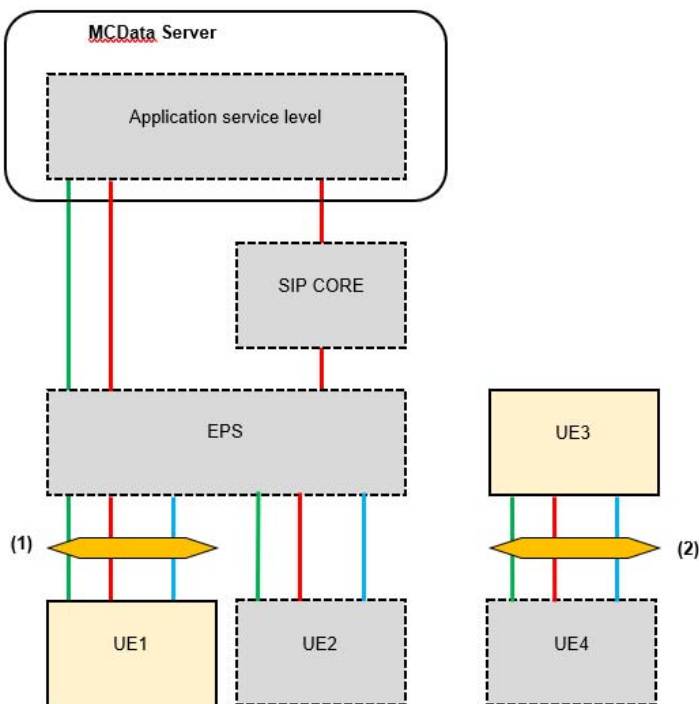 MCData Server
Application service level
SIP CORE
EPS
UE3
(1)
(2)
UE1
UE2
UE4